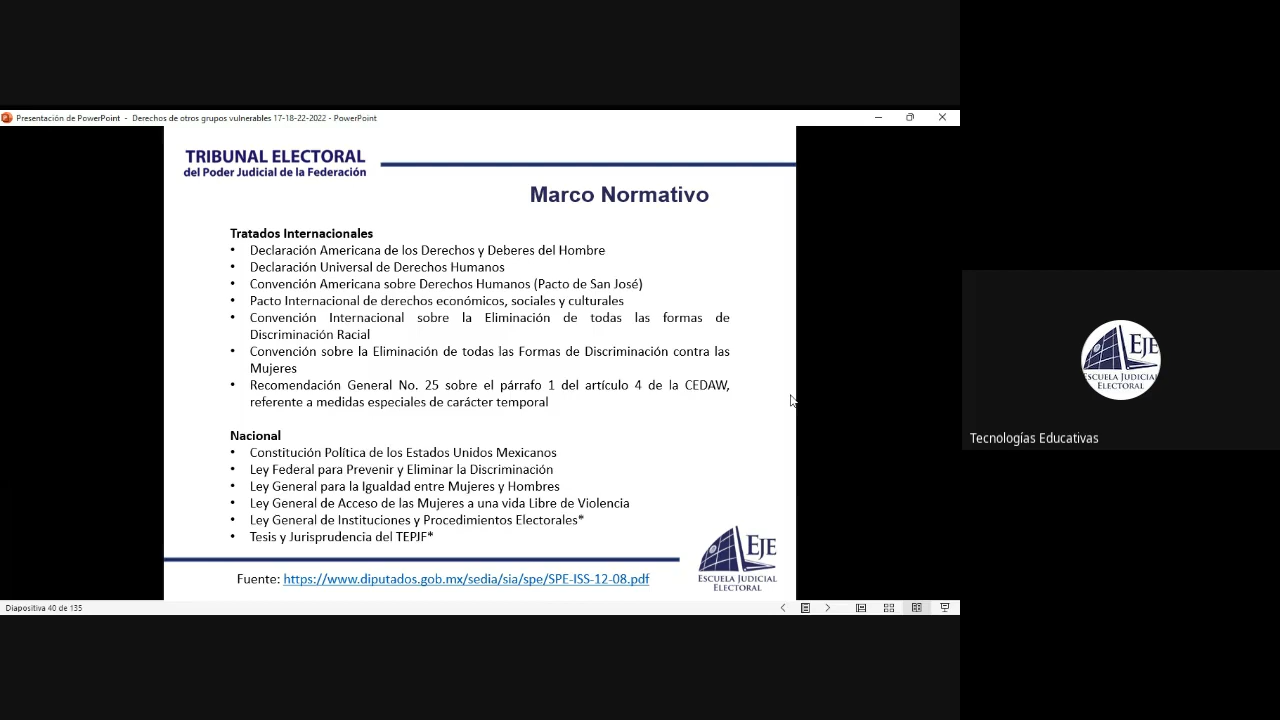 Presentación de PowerPoint - Derechos de otros grupos vulnerables 17-18-22-2022 - PowerPoint
TRIBUNAL ELECTORAL
del Poder Judicial de la Federación
Marco Normativo
Tratados Internacionales
• Declaración Americana de los Derechos y Deberes del Hombre
• Declaración Universal de Derechos Humanos
• Convención Americana sobre Derechos Humanos (Pacto de San José)
• Pacto Internacional de derechos económicos, sociales y culturales
• Convención Internacional sobre la Eliminación de todas las formas de
Discriminación Racial
• Convención sobre la Eliminación de todas las Formas de Discriminación contra las
Mujeres
• Recomendación General No. 25 sobre el párrafo 1 del artículo 4 de la CEDAW,
referente a medidas especiales de carácter temporal
Nacional
• Constitución Política de los Estados Unidos Mexicanos
• Ley Federal para Prevenir y Eliminar la Discriminación
• Ley General para la Igualdad entre Mujeres y Hombres
• Ley General de Acceso de las Mujeres a una vida Libre de Violencia
• Ley General de Instituciones y Procedimientos Electorales*
• Tesis y Jurisprudencia del TEPJF*
EJE
ESCUELA JUDICIAL
ELECTORAL
Fuente: https://www.diputados.gob.mx/sedia/sia/spe/SPE-ISS-12-08.pdf
Diapositiva 40 de 135
EJE
ESCUELA JUDICIAL
ELECTORAL
Tecnologías Educativas